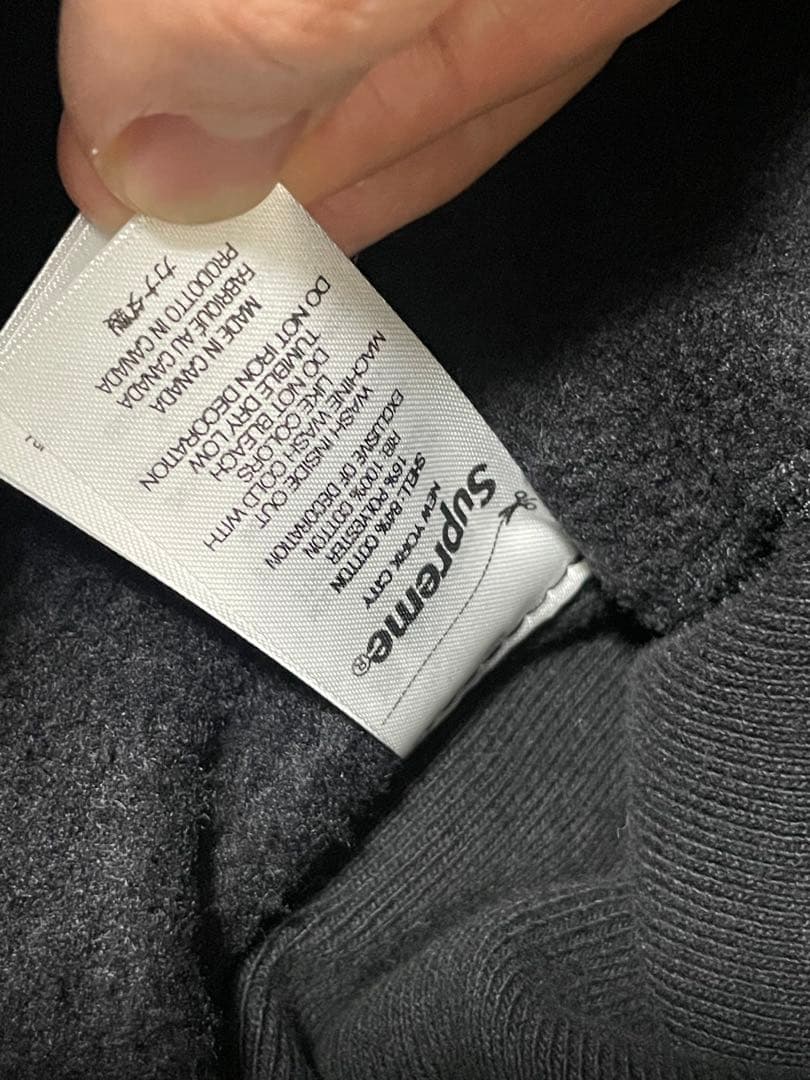 Supreme®
NEW YORK CITY
SHELL: 84% COTTON
16% POLYESTER
RIB: 100% COTTON
EXCLUSIVE OF DECORATION
MACHINE WASH COLD WITH
WASH INSIDE OUT
LIKE COLORS
DO NOT BLEACH
TUMBLE DRY LOW
DO NOT IRON DECORATION
MADE IN CANADA
FABRIQUE AU CANADA
PRODOTTO IN CANADA
カナダ製